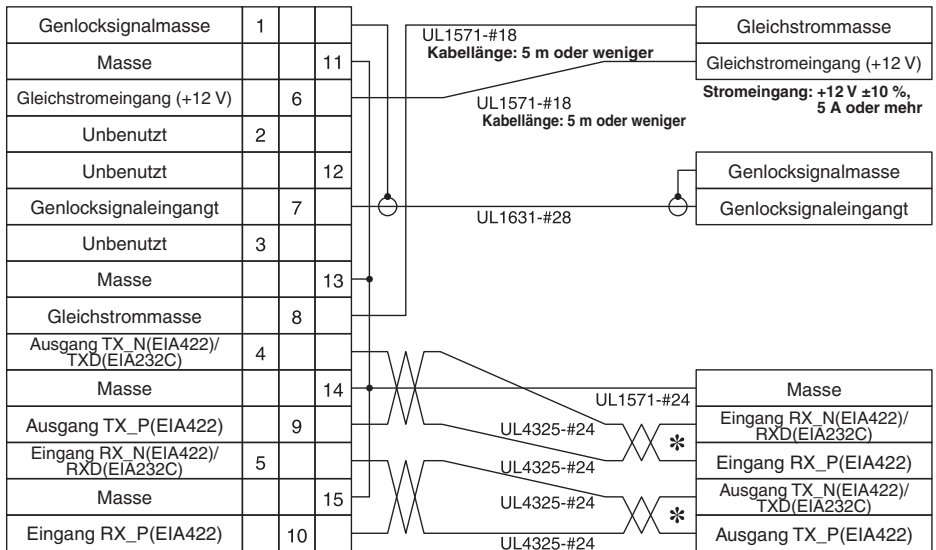 Genlocksignalmasse 1
Masse 11
Gleichstromeingang (+12 V) 6
Unbenutzt 2
Unbenutzt 12
Genlocksignaleingangt 7
Unbenutzt 3
Masse 13
Gleichstrommasse 8
Ausgang TX_N(EIA422)/
TXD(EIA232C) 4
Masse 14
Ausgang TX_P(EIA422) 9
Eingang RX_N(EIA422)/
RXD(EIA232C) 5
Masse 15
Eingang RX_P(EIA422) 10
UL1571-#18
Kabellänge: 5 m oder weniger
UL1571-#18
Kabellänge: 5 m oder weniger
UL1631-#28
UL1571-#24
UL4325-#24
UL4325-#24
UL4325-#24
UL4325-#24
Gleichstrommasse
Gleichstromeingang (+12 V)
Stromeingang: +12 V ±10 %,
5 A oder mehr
Genlocksignalmasse
Genlocksignaleingangt
Masse
Eingang RX_N(EIA422)/
RXD(EIA232C)
* Eingang RX_P(EIA422)
Ausgang TX_N(EIA422)/
TXD(EIA232C)
* Ausgang TX_P(EIA422)